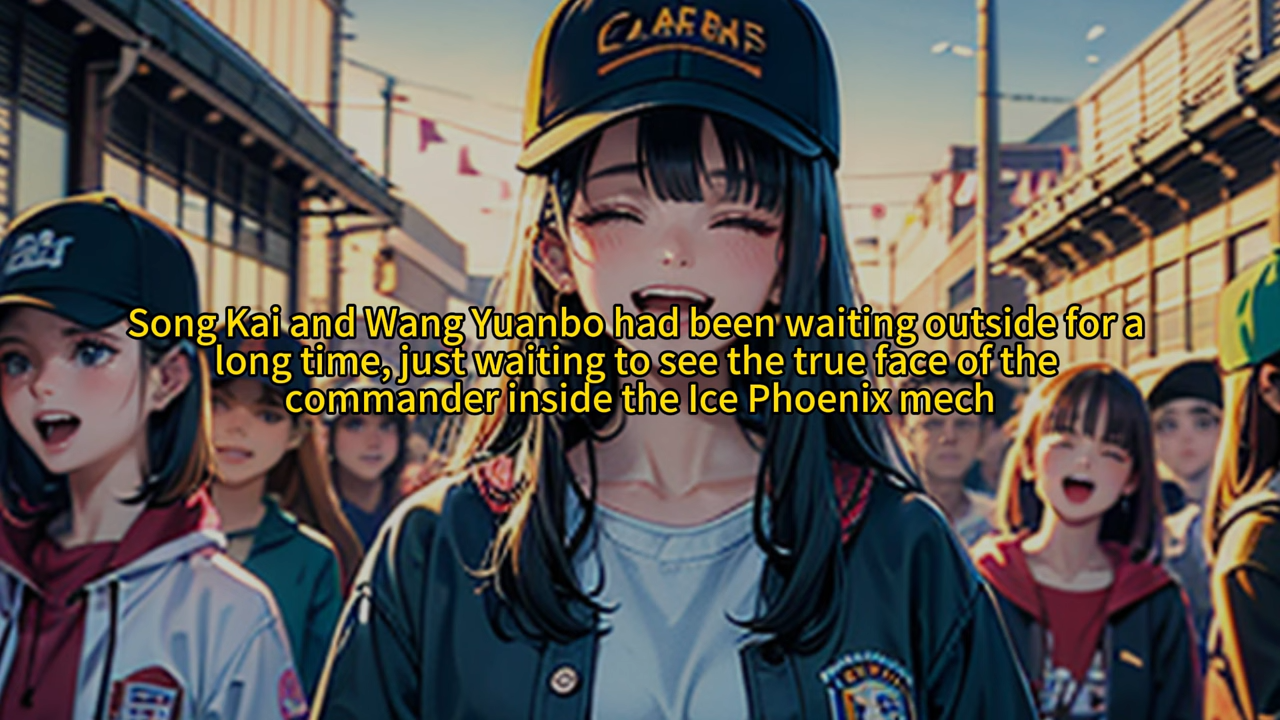 Song Kai and Wang Yuanbo had been waiting outside for a
long time, just waiting to see the true face of the
commander inside the Ice Phoenix mech